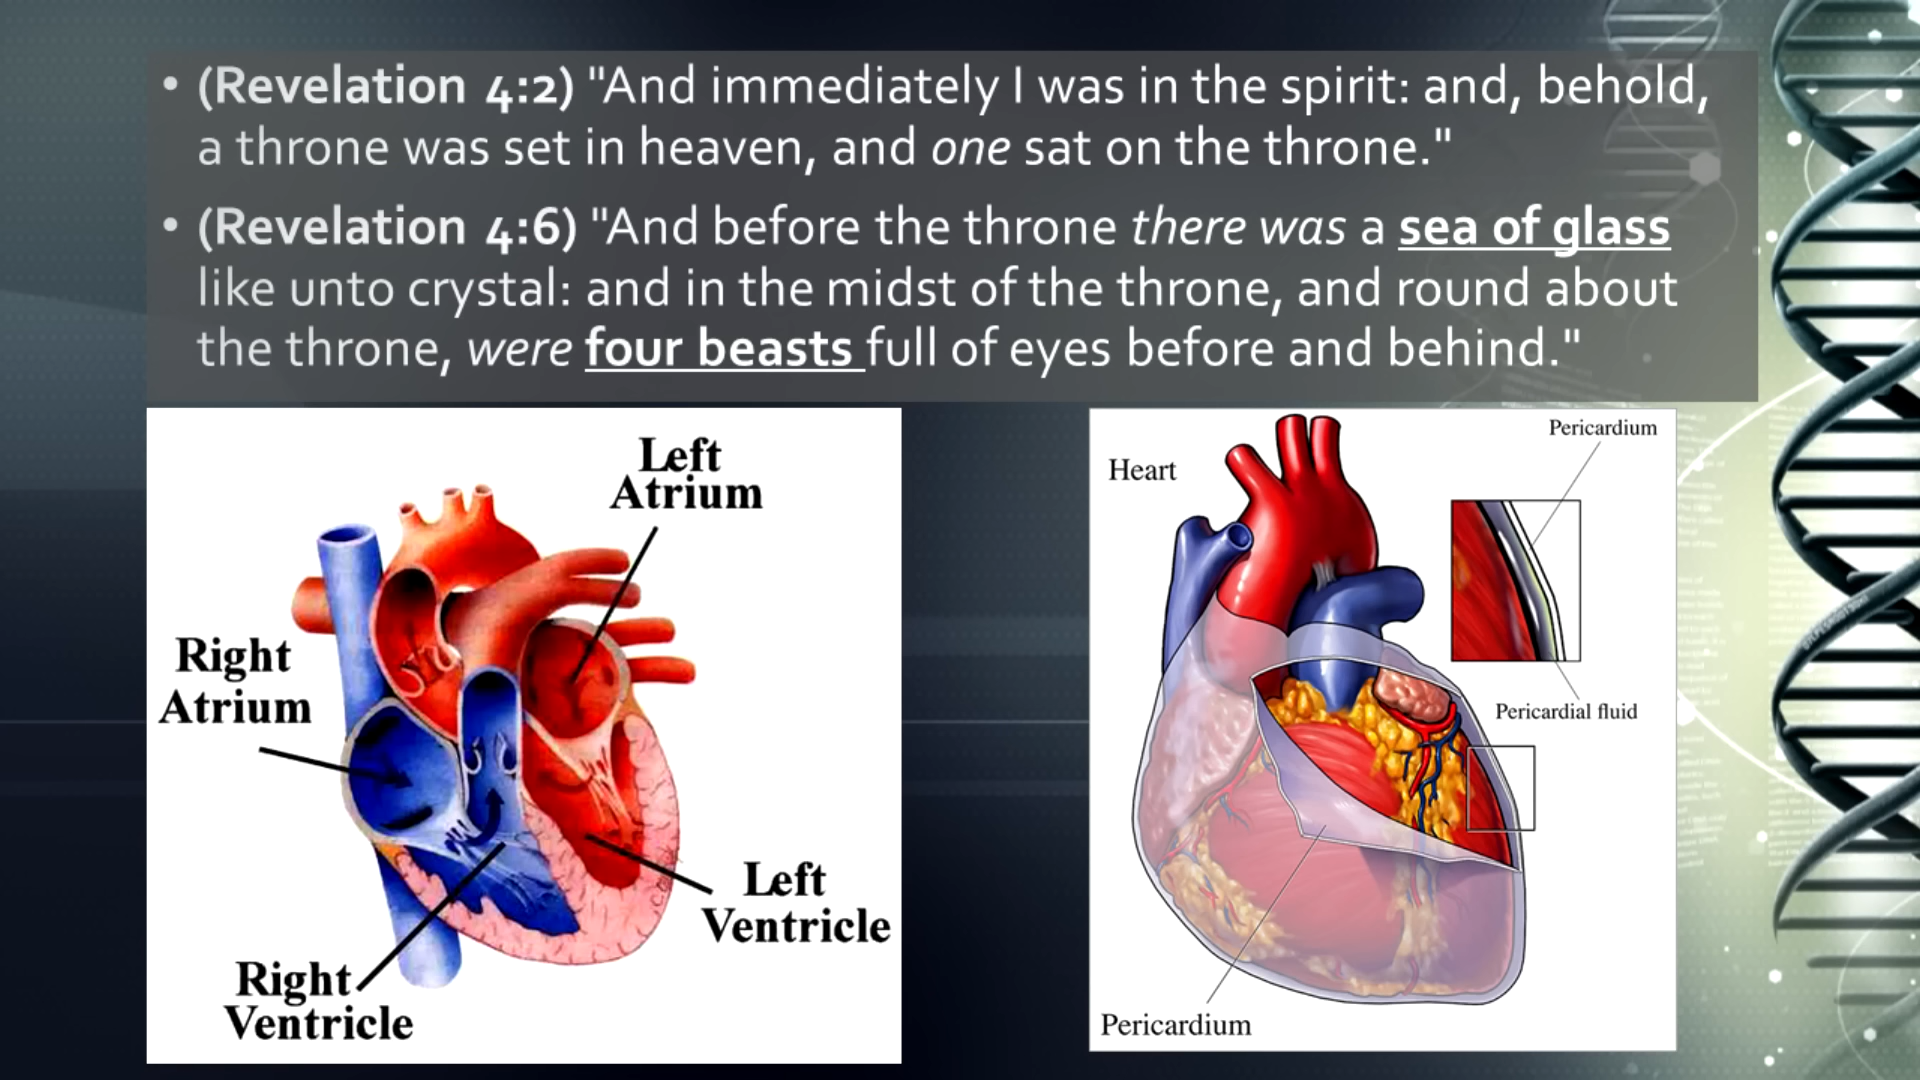 • (Revelation 4:2) "And immediately I was in the spirit: and, behold,
a throne was set in heaven, and one sat on the throne."
• (Revelation 4:6) "And before the throne there was a sea of glass
like unto crystal: and in the midst of the throne, and round about
the throne, were four beasts full of eyes before and behind."
Left
Atrium
Right
Atrium
Left
Ventricle
Right
Ventricle
Heart
Pericardium
Pericardial fluid
Pericardium